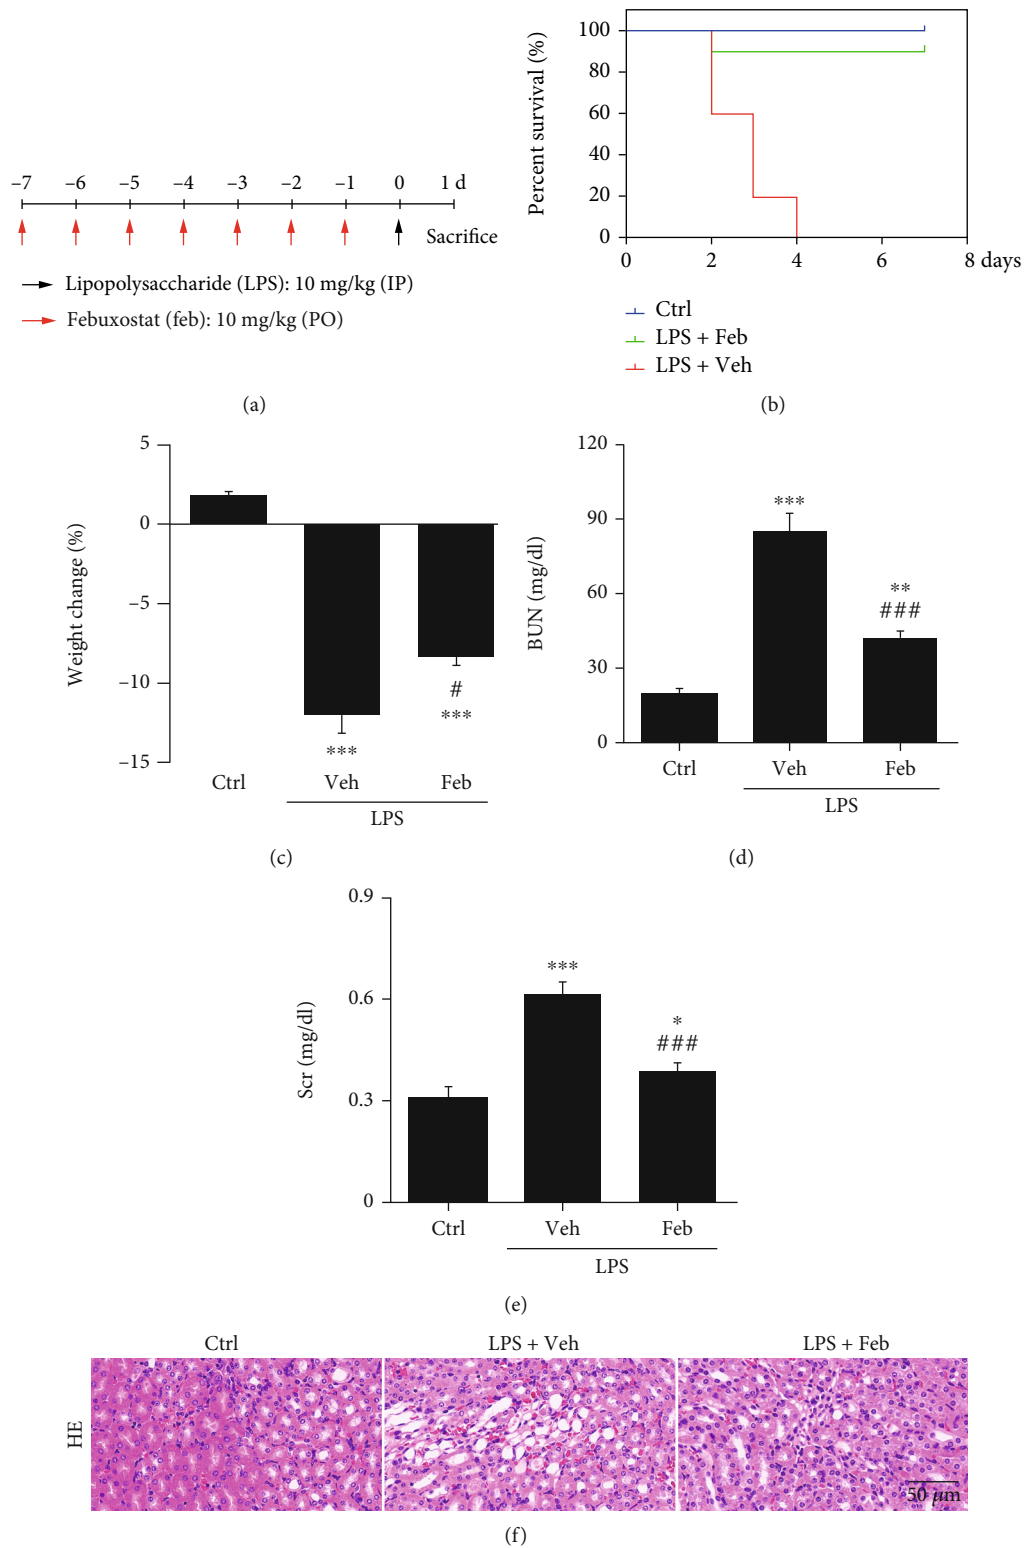 −7 −6 −5 −4 −3 −2 −1 0 1 d
Sacrifice
Lipopolysaccharide (LPS): 10 mg/kg (IP)
Febuxostat (feb): 10 mg/kg (PO)
(a)
Percent survival (%)
100
80
60
40
20
0
0 2 4 6 8 days
Ctrl
LPS + Feb
LPS + Veh
(b)
Weight change (%)
5
0
−5
−10
−15
***
#
***
Ctrl Veh Feb
LPS
(c)
BUN (mg/dl)
120
90
60
30
0
***
**
###
Ctrl Veh Feb
LPS
(d)
Scr (mg/dl)
0.9
0.6
0.3
0
***
*
###
Ctrl Veh Feb
LPS
(e)
Ctrl LPS + Veh LPS + Feb
HE
50 μm
(f)